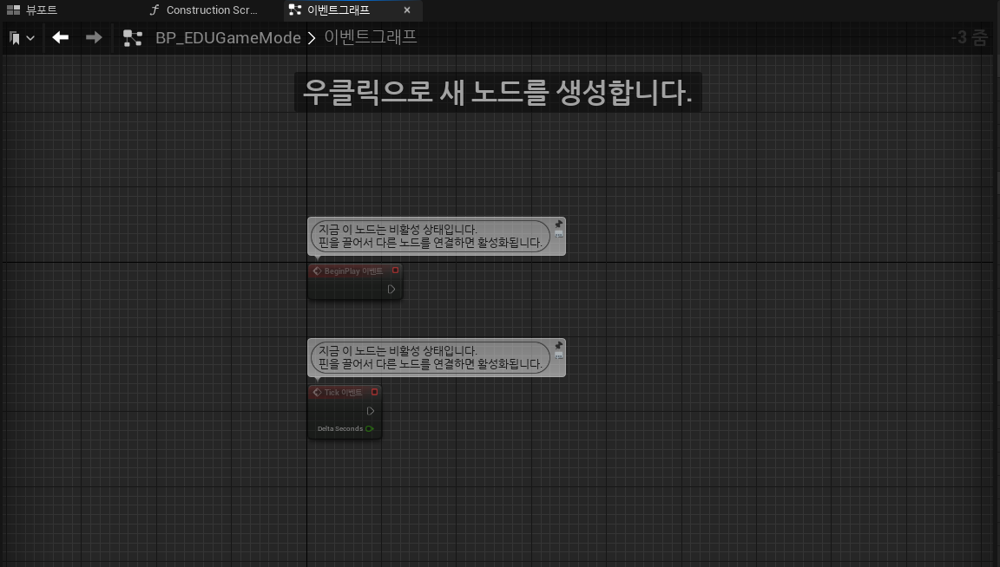 뷰포트
Construction Scr...
이벤트그래프
BP_EDUGameMode > 이벤트그래프
-3 줌
우클릭으로 새 노드를 생성합니다.
지금 이 노드는 비활성 상태입니다.
핀을 끌어서 다른 노드를 연결하면 활성화됩니다.
BeginPlay 이벤트
지금 이 노드는 비활성 상태입니다.
핀을 끌어서 다른 노드를 연결하면 활성화됩니다.
Tick 이벤트
Delta Seconds